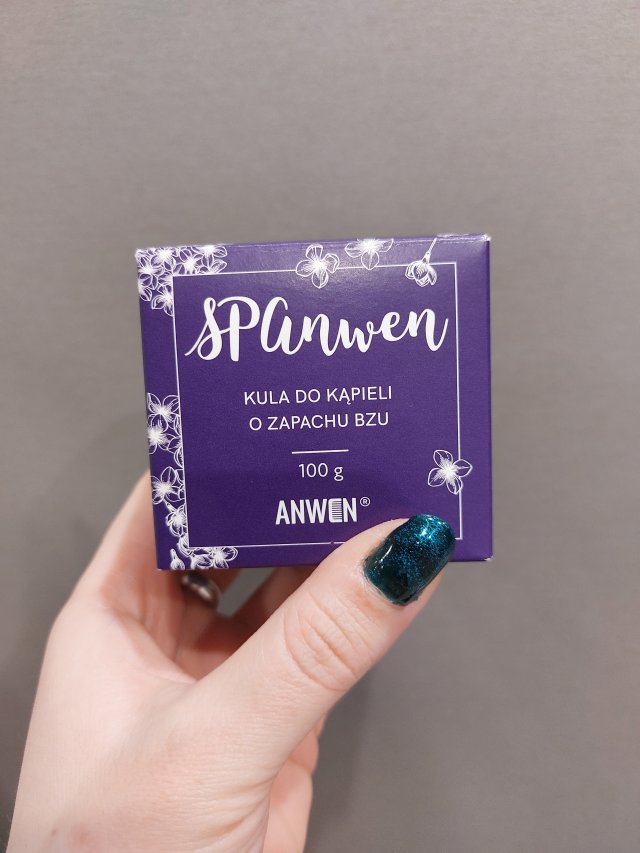 SPAnwen
KULA DO KĄPIELI
O ZAPACHU BZU
100 g
ANWEN®